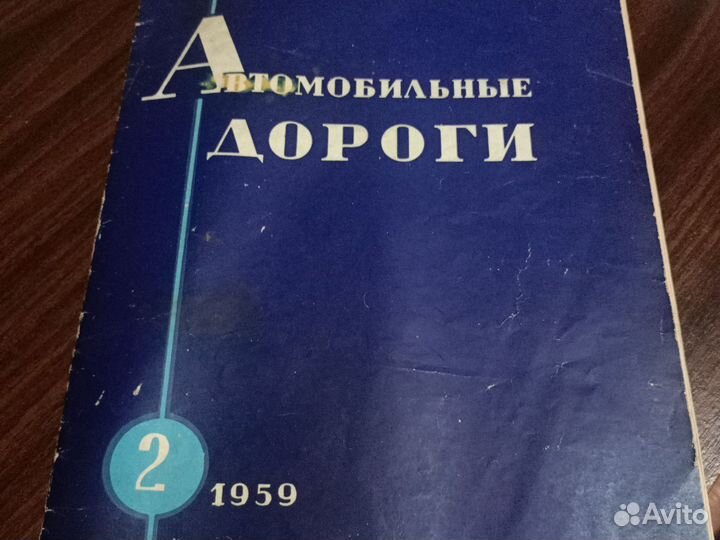 Автомобильные
ДОРОГИ
2
1959
Avito